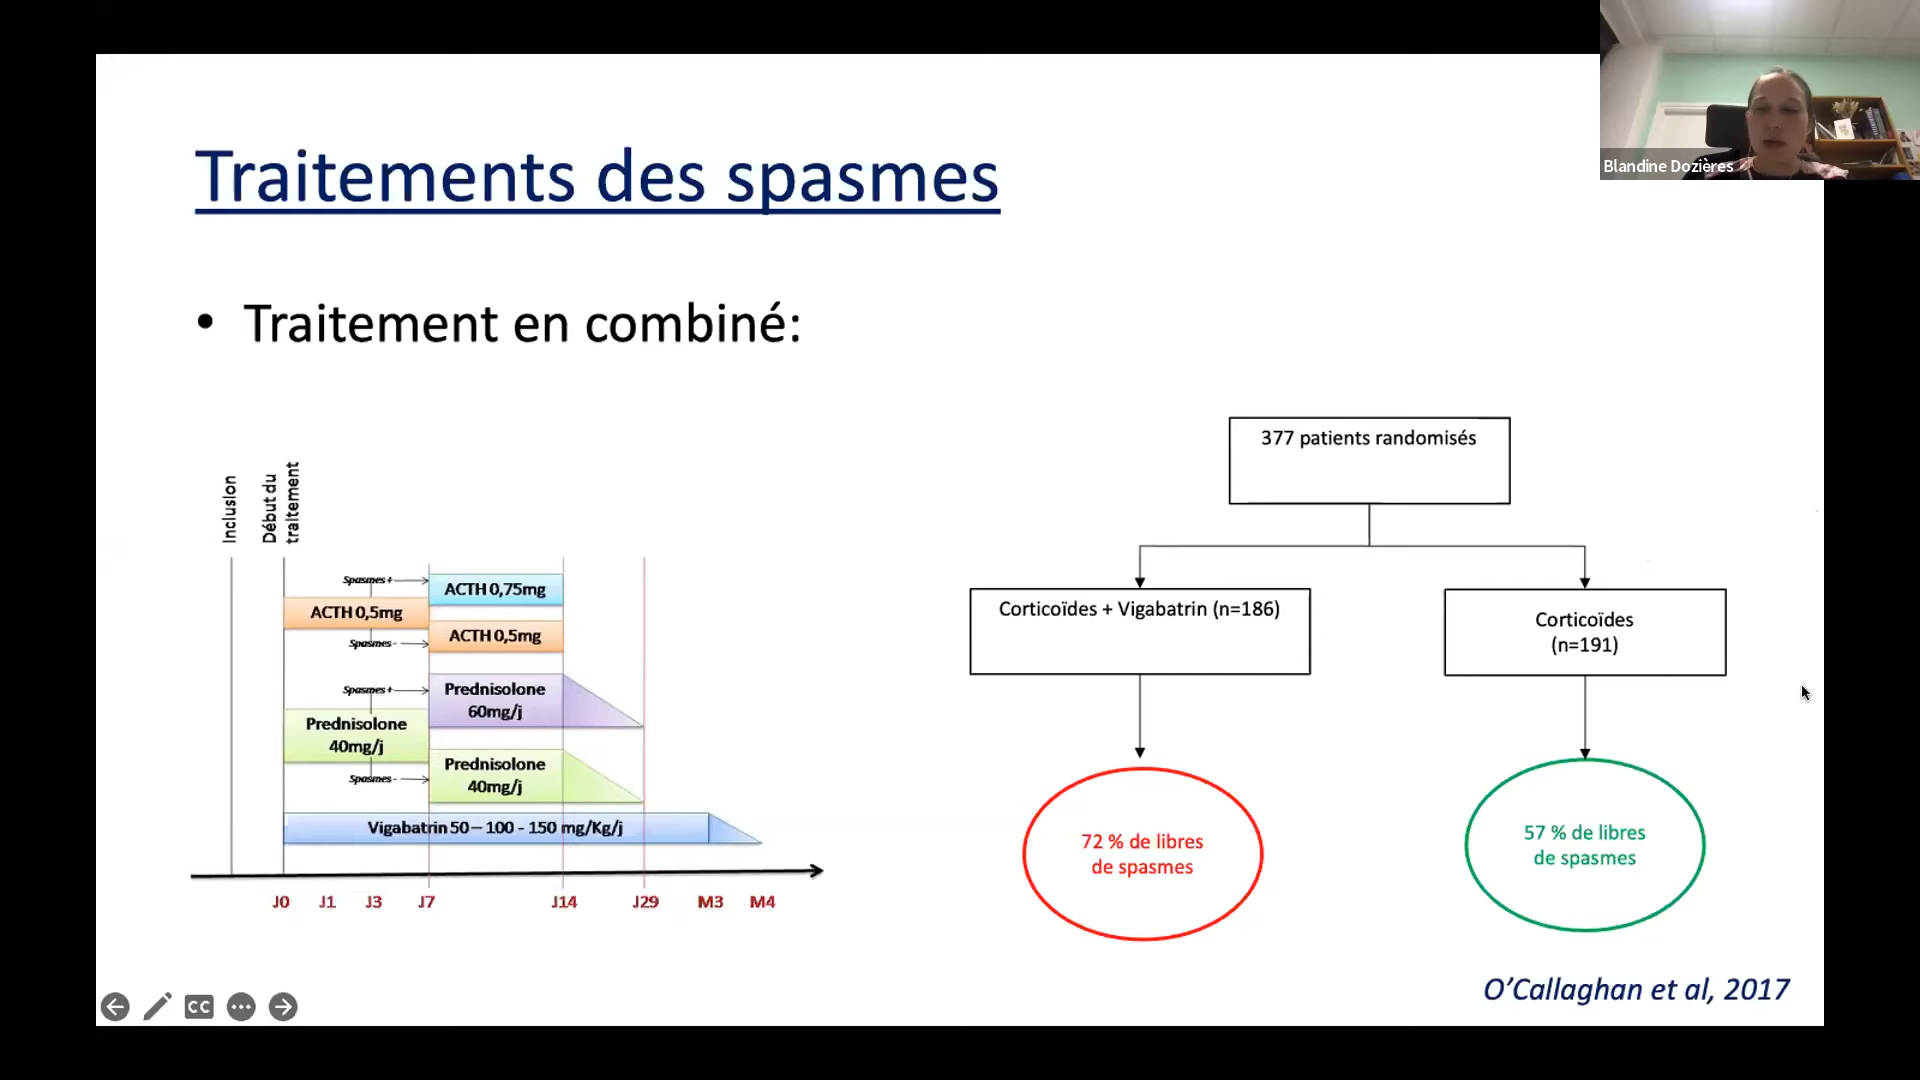 Blandine Dozières
Traitements des spasmes
• Traitement en combiné:
Inclusion
Début du
traitement
Spasmes +
ACTH 0,75mg
ACTH 0,5mg
ACTH 0,5mg
Spasmes -
Spasmes +
Prednisolone
60mg/j
Prednisolone
40mg/j
Prednisolone
40mg/j
Spasmes -
Vigabatrin 50 – 100 - 150 mg/Kg/j
J0 J1 J3 J7 J14 J29 M3 M4
377 patients randomisés
Corticoïdes + Vigabatrin (n=186)
Corticoïdes
(n=191)
72 % de libres
de spasmes
57 % de libres
de spasmes
O’Callaghan et al, 2017
CC